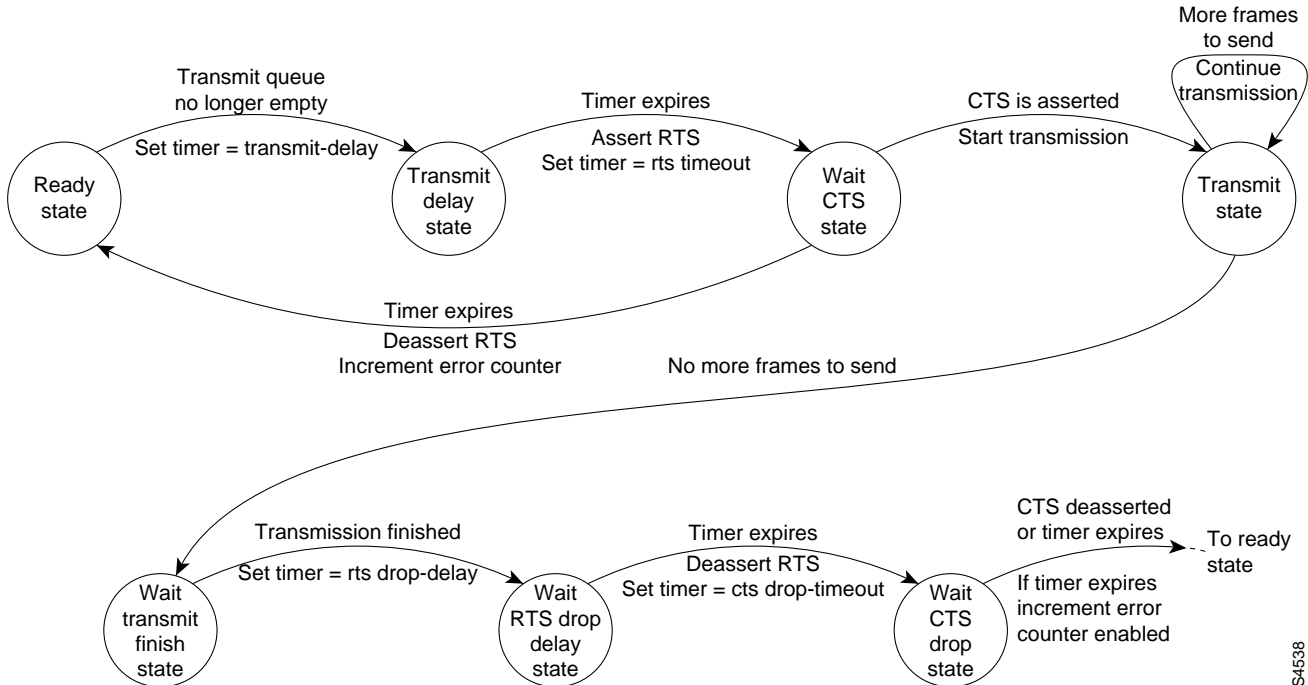 More frames
to send
Continue
transmission
Transmit queue
no longer empty
Set timer = transmit-delay
Timer expires
Assert RTS
Set timer = rts timeout
CTS is asserted
Start transmission
Ready
state
Transmit
delay
state
Wait
CTS
state
Transmit
state
Timer expires
Deassert RTS
Increment error counter
No more frames to send
Transmission finished
Set timer = rts drop-delay
Timer expires
Deassert RTS
Set timer = cts drop-timeout
CTS deasserted
or timer expires
To ready
state
If timer expires
increment error
counter enabled
Wait
transmit
finish
state
Wait
RTS drop
delay
state
Wait
CTS
drop
state
S4538